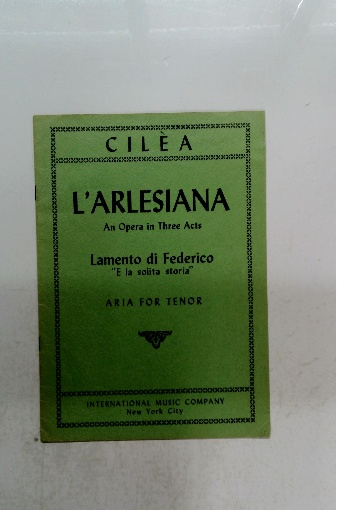 CILÈA
L'ARLESIANA
An Opera in Three Acts
Lamento di Federico
"E la solita storia"
ARIA FOR TENOR
INTERNATIONAL MUSIC COMPANY
New York City